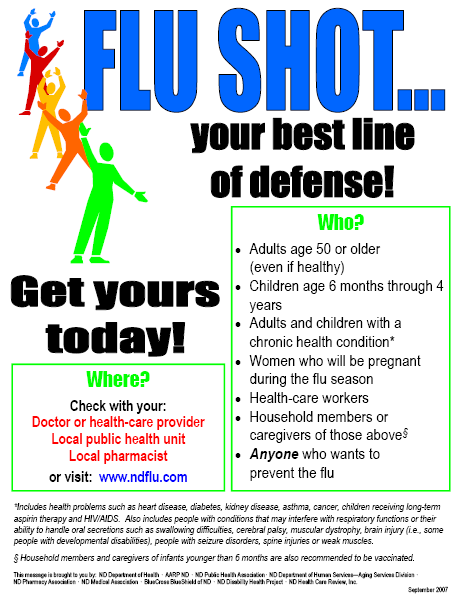 FLU SHOT...
your best line
of defense!
Get yours
today!
Where?
Check with your:
Doctor or health-care provider
Local public health unit
Local pharmacist
or visit: www.ndflu.com
Who?
• Adults age 50 or older
(even if healthy)
• Children age 6 months through 4
years
• Adults and children with a
chronic health condition*
• Women who will be pregnant
during the flu season
• Health-care workers
• Household members or
caregivers of those above§
• Anyone who wants to
prevent the flu
*Includes health problems such as heart disease, diabetes, kidney disease, asthma, cancer, children receiving long-term
aspirin therapy and HIV/AIDS. Also includes people with conditions that may interfere with respiratory functions or their
ability to handle oral secretions such as swallowing difficulties, cerebral palsy, muscular dystrophy, brain injury (i.e., some
people with developmental disabilities), people with seizure disorders, spine injuries or weak muscles.
§ Household members and caregivers of infants younger than 6 months are also recommended to be vaccinated.
This message is brought to you by: ND Department of Health · AARP ND · ND Public Health Association · ND Department of Human Services—Aging Services Division ·
ND Pharmacy Association · ND Medical Association · BlueCross BlueShield of ND · ND Disability Health Project · ND Health Care Review, Inc.
September 2007